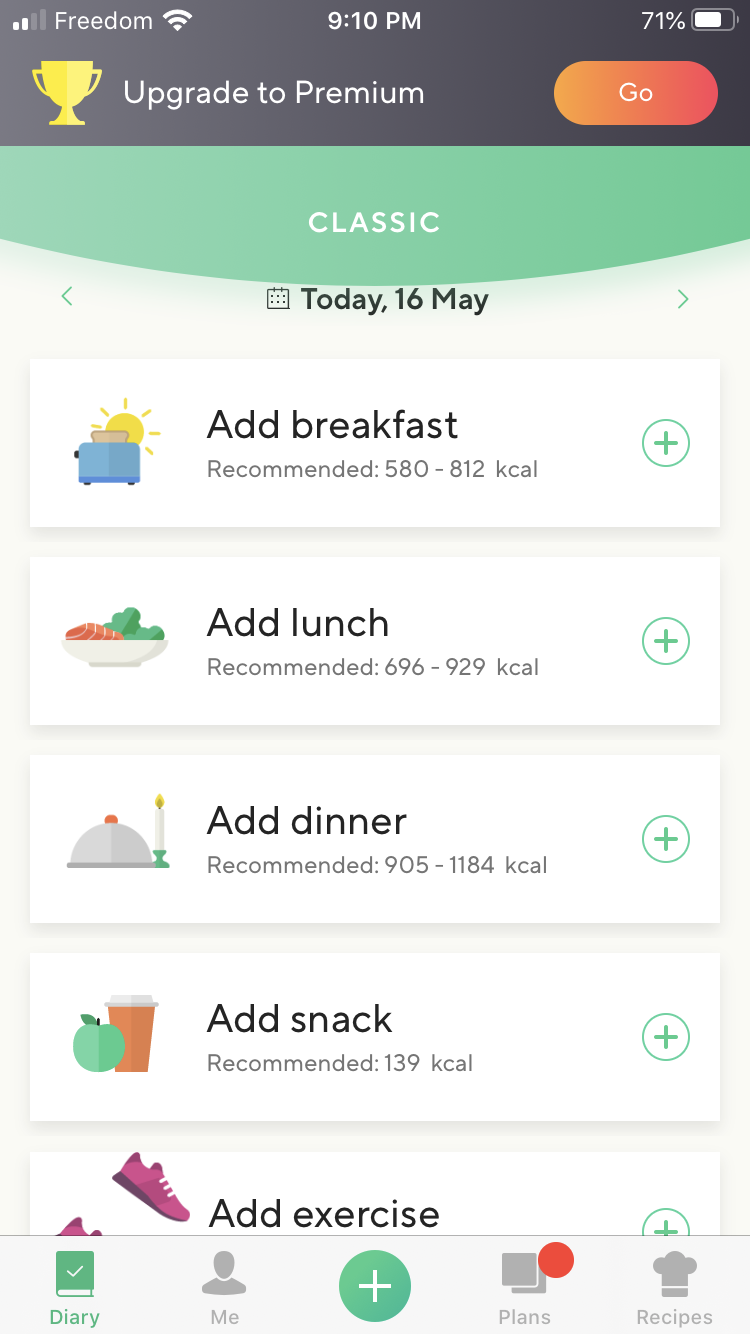 Freedom 9:10 PM 71%
Upgrade to Premium Go
CLASSIC
Today, 16 May
Add breakfast
Recommended: 580 - 812 kcal
Add lunch
Recommended: 696 - 929 kcal
Add dinner
Recommended: 905 - 1184 kcal
Add snack
Recommended: 139 kcal
Add exercise
Diary Me Plans Recipes